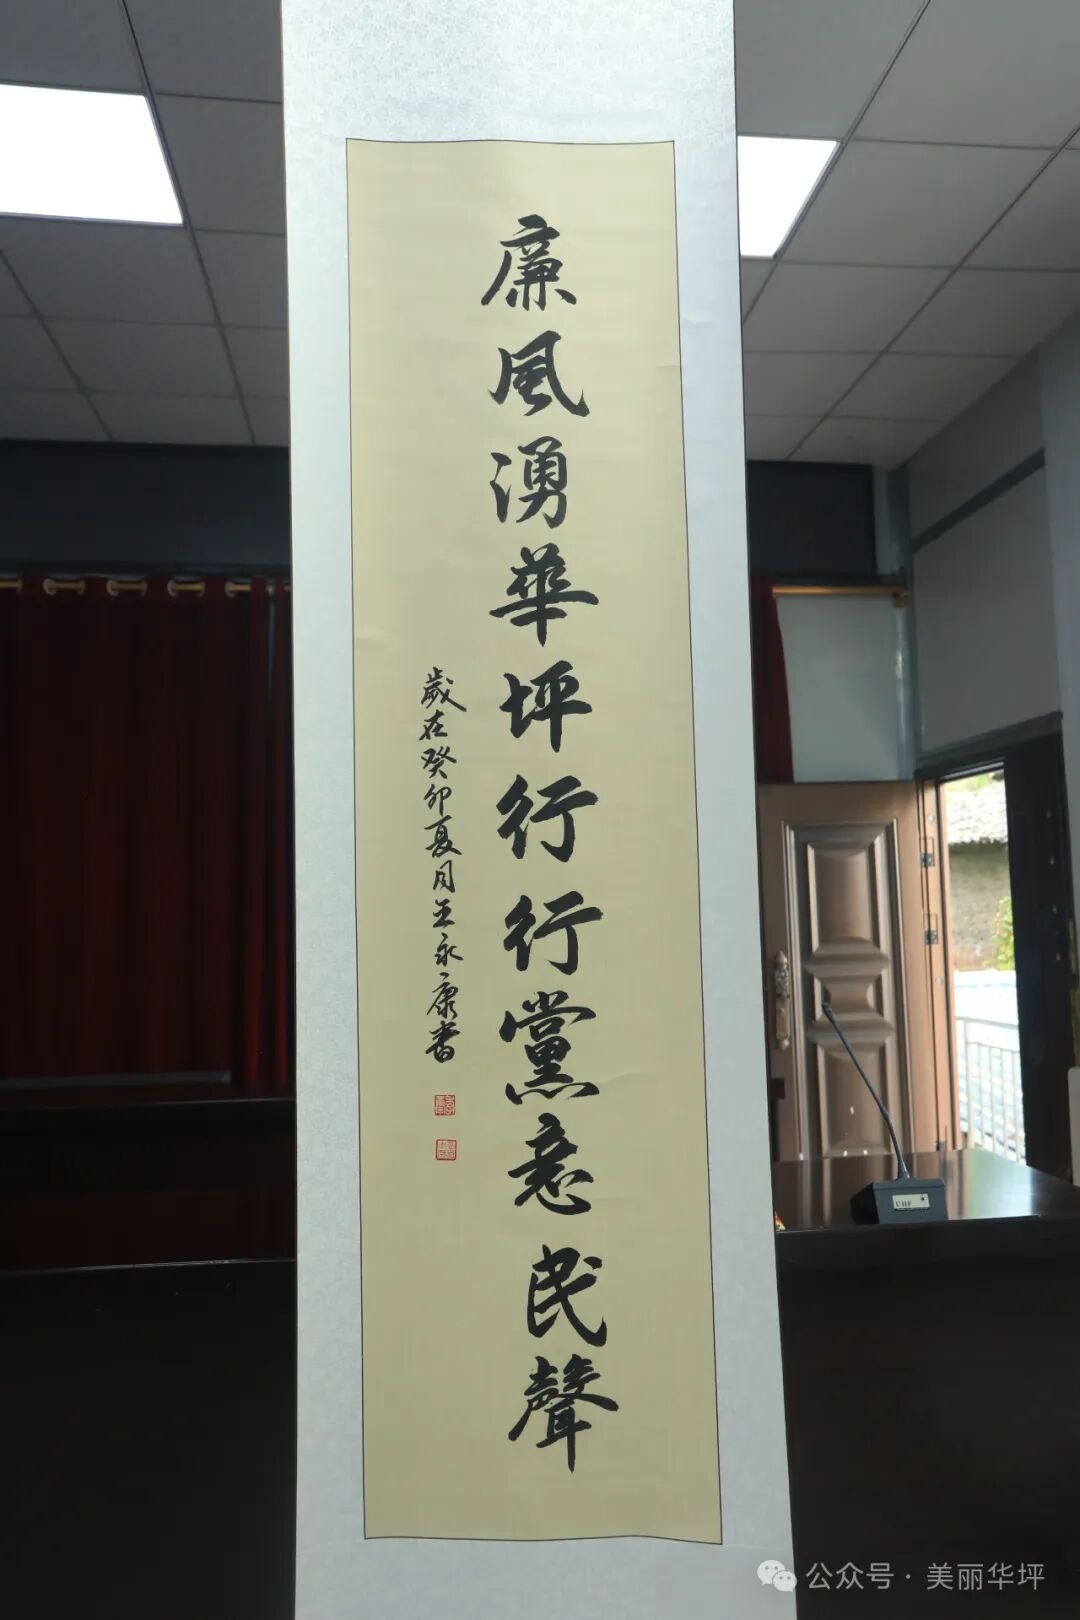 廉風湧華坪行行黨意民聲
歲在癸卯夏月王永康書
UHF
公众号·美丽华坪